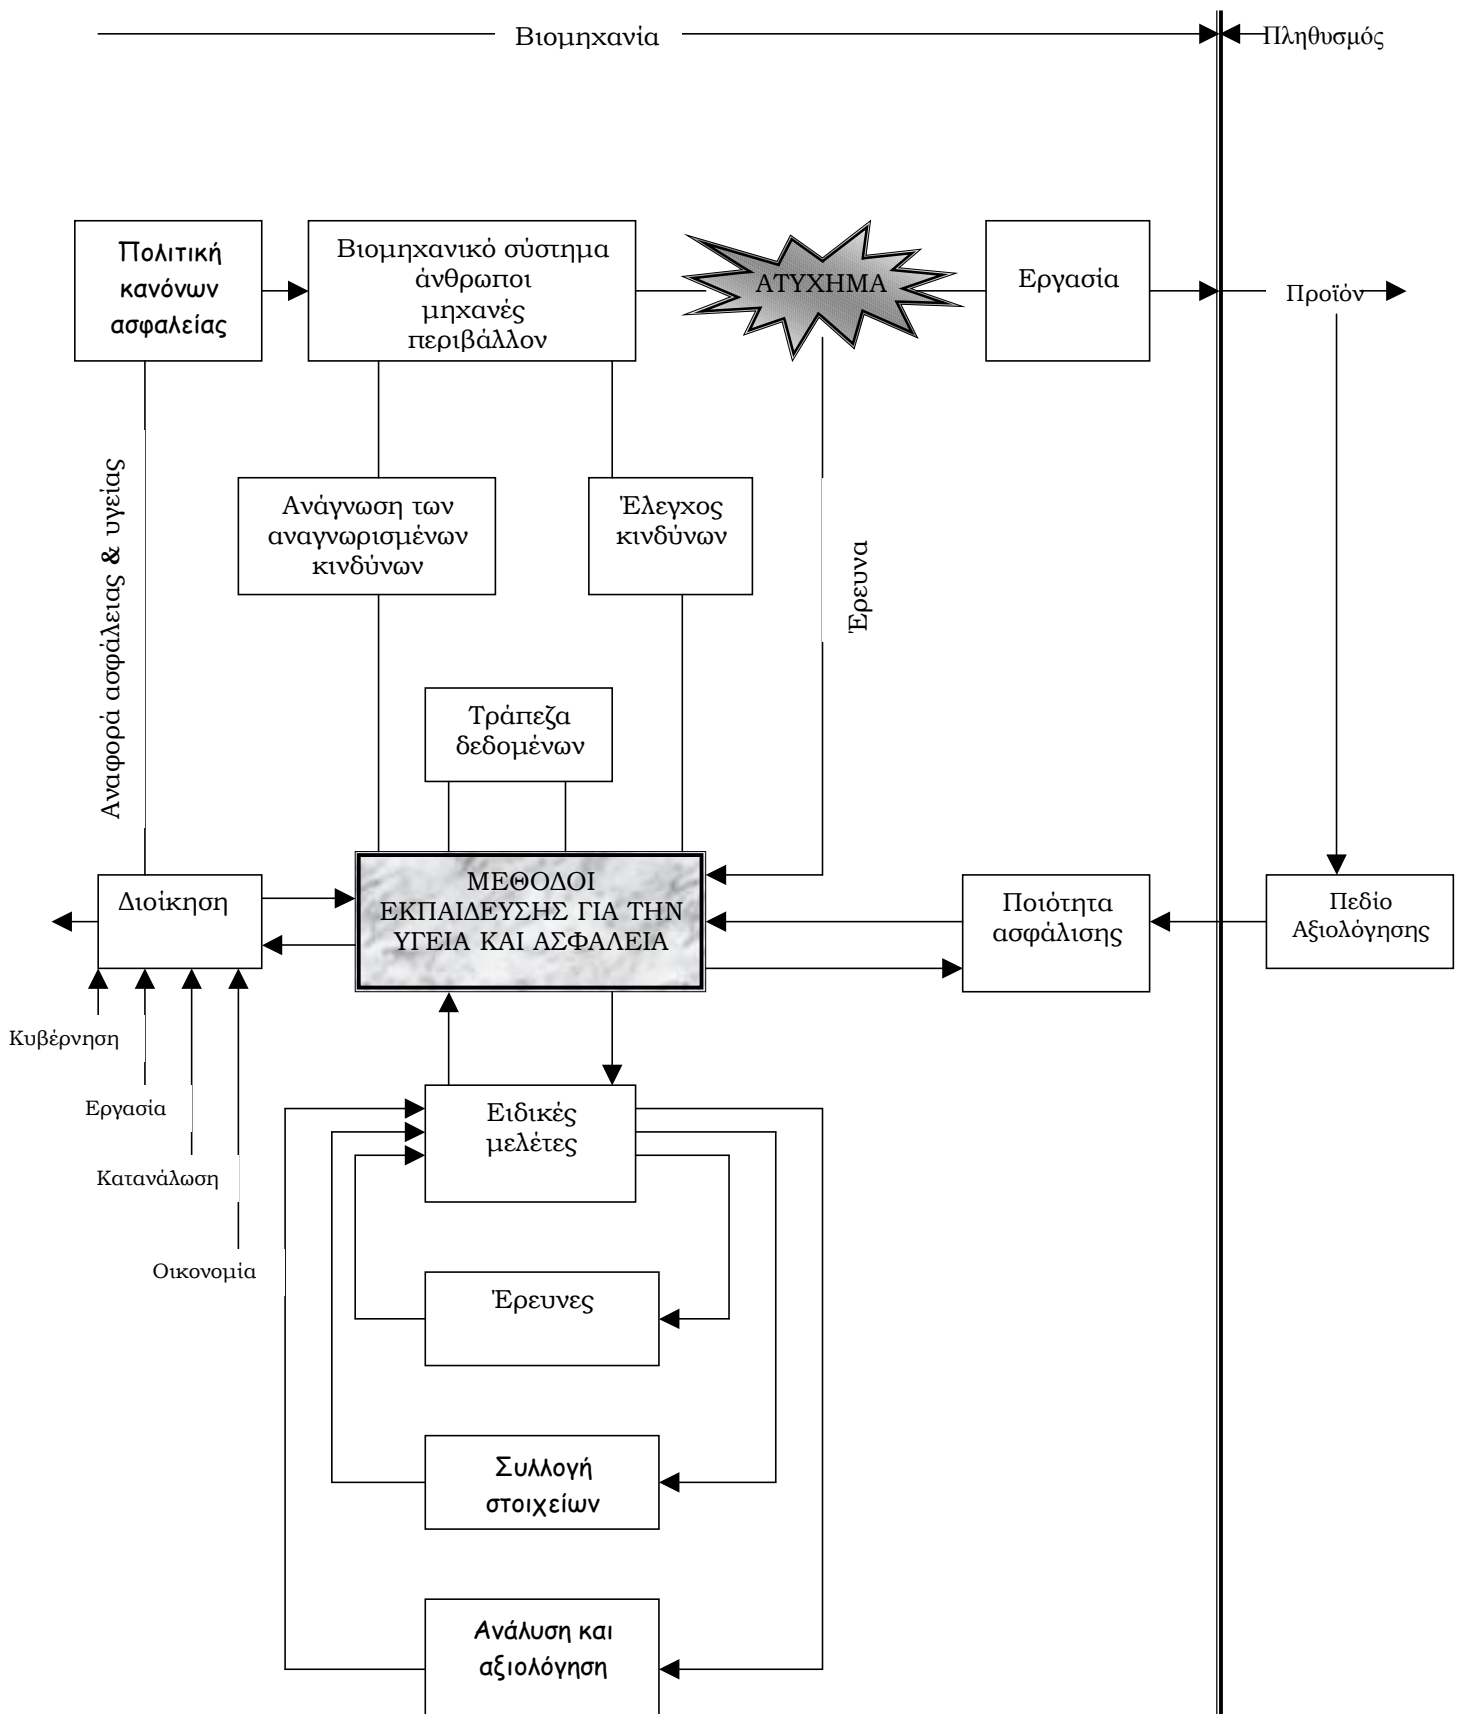 Βιομηχανία
Πληθυσμός
Πολιτική
κανόνων
ασφαλείας
Βιομηχανικό σύστημα
άνθρωποι
μηχανές
περιβάλλον
ΑΤΥΧΗΜΑ
Εργασία
Προϊόν
Αναφορά ασφάλειας & υγείας
Ανάγνωση των
αναγνωρισμένων
κινδύνων
Έλεγχος
κινδύνων
Έρευνα
Τράπεζα
δεδομένων
Διοίκηση
ΜΕΘΟΔΟΙ
ΕΚΠΑΙΔΕΥΣΗΣ ΓΙΑ ΤΗΝ
ΥΓΕΙΑ ΚΑΙ ΑΣΦΑΛΕΙΑ
Ποιότητα
ασφάλισης
Πεδίο
Αξιολόγησης
Κυβέρνηση
Εργασία
Κατανάλωση
Οικονομία
Ειδικές
μελέτες
Έρευνες
Συλλογή
στοιχείων
Ανάλυση και
αξιολόγηση